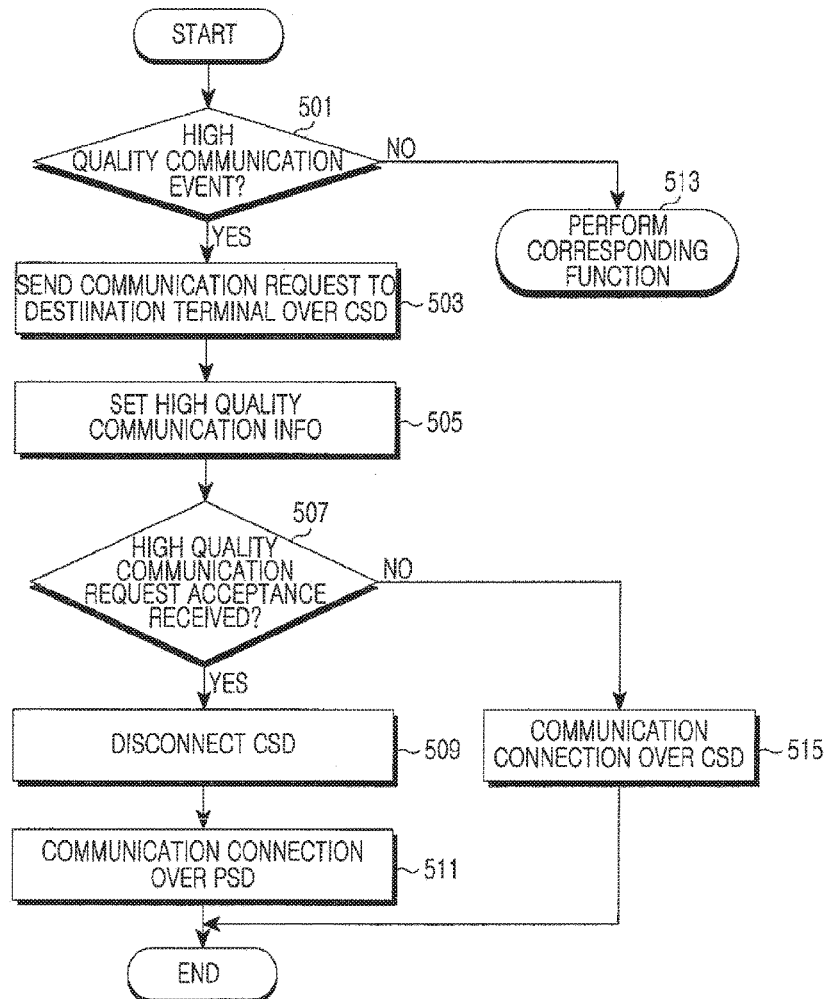 START
501
HIGH
QUALITY COMMUNICATION
EVENT?
NO
YES
513
PERFORM
CORRESPONDING
FUNCTION
SEND COMMUNICATION REQUEST TO
DESTIINATION TERMINAL OVER CSD
503
SET HIGH QUALITY
COMMUNICATION INFO
505
507
HIGH QUALITY
COMMUNICATION
REQUEST ACCEPTANCE
RECEIVED?
NO
YES
DISCONNECT CSD
509
COMMUNICATION
CONNECTION OVER CSD
515
COMMUNICATION CONNECTION
OVER PSD
511
END